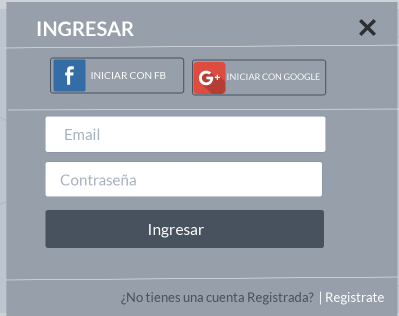 INGRESAR
INICIAR CON FB
INICIAR CON GOOGLE
Email
Contraseña
Ingresar
¿No tienes una cuenta Registrada? | Registrate